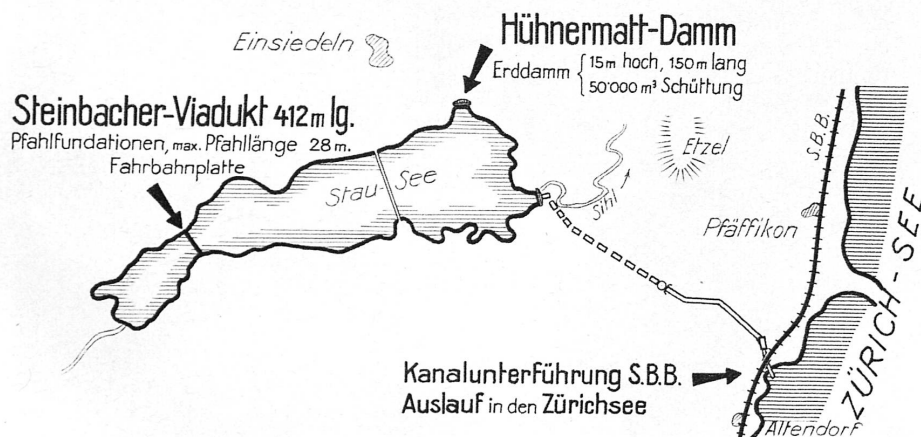 Einsiedeln
Hühnermatt-Damm
Erddamm { 15m hoch, 150m lang
50'000 m³ Schüttung
Steinbacher-Viadukt 412m lg.
Pfahlfundationen, max. Pfahllänge 28 m.
Fahrbahnplatte
Stau-See
Sihl
Etzel
S.B.B.
Pfäffikon
ZÜRICH-SEE
Kanalunterführung S.B.B.
Auslauf in den Zürichsee
Altendorf